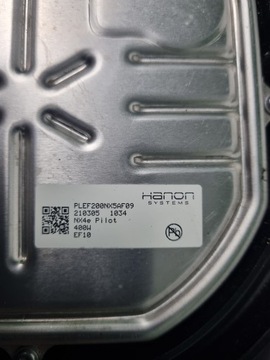 Hanon
SYSTEMS
PLEF200NX5AF09
210305 1034
NX4e Pilot
400W
EF10